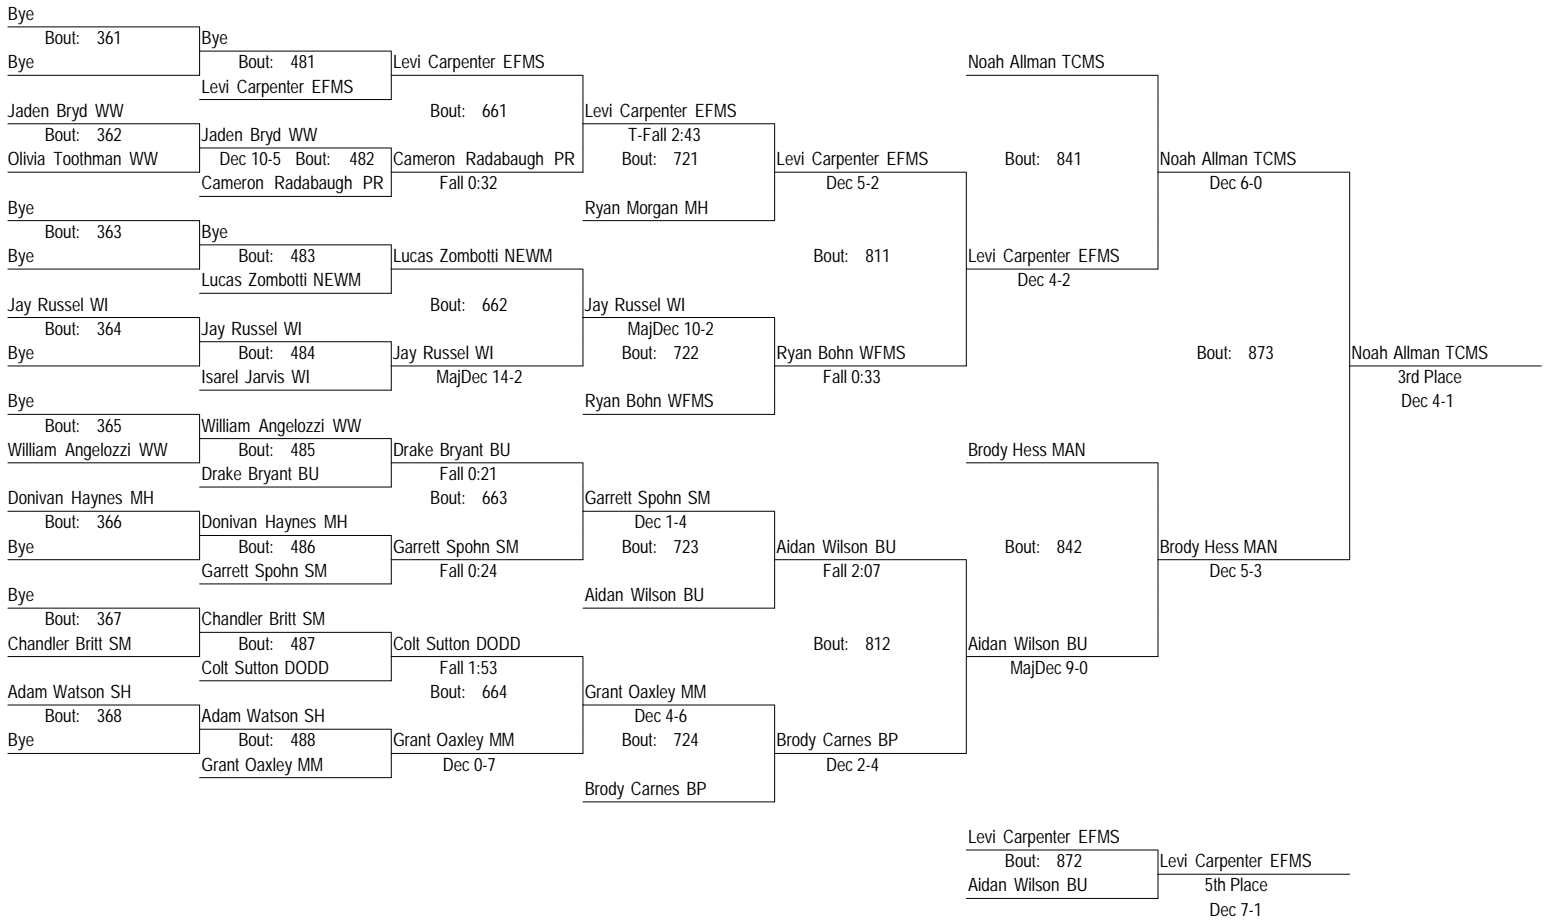 Bye
Bout: 361
Bye
Bye
Bout: 481
Levi Carpenter EFMS
Levi Carpenter EFMS
Bout: 661
Jaden Bryd WW
Bout: 362
Olivia Toothman WW
Jaden Bryd WW
Dec 10-5 Bout: 482
Cameron Radabaugh PR
Cameron Radabaugh PR
Fall 0:32
Levi Carpenter EFMS
T-Fall 2:43
Bout: 721
Ryan Morgan MH
Levi Carpenter EFMS
Dec 5-2
Bout: 811
Bye
Bout: 363
Bye
Bye
Bout: 483
Lucas Zombotti NEWM
Lucas Zombotti NEWM
Bout: 662
Jay Russel WI
Bout: 364
Bye
Jay Russel WI
Bout: 484
Isarel Jarvis WI
Jay Russel WI
MajDec 14-2
Jay Russel WI
MajDec 10-2
Bout: 722
Ryan Bohn WFMS
Ryan Bohn WFMS
Fall 0:33
Noah Allman TCMS
Bout: 841
Levi Carpenter EFMS
Dec 4-2
Noah Allman TCMS
Dec 6-0
Bout: 873
Noah Allman TCMS
3rd Place
Dec 4-1
Bye
Bout: 365
William Angelozzi WW
William Angelozzi WW
Bout: 485
Drake Bryant BU
Drake Bryant BU
Fall 0:21
Bout: 663
Donivan Haynes MH
Bout: 366
Bye
Donivan Haynes MH
Bout: 486
Garrett Spohn SM
Garrett Spohn SM
Fall 0:24
Garrett Spohn SM
Dec 1-4
Bout: 723
Aidan Wilson BU
Aidan Wilson BU
Fall 2:07
Bout: 812
Bye
Bout: 367
Chandler Britt SM
Chandler Britt SM
Bout: 487
Colt Sutton DODD
Colt Sutton DODD
Fall 1:53
Bout: 664
Adam Watson SH
Bout: 368
Bye
Adam Watson SH
Bout: 488
Grant Oaxley MM
Grant Oaxley MM
Dec 0-7
Grant Oaxley MM
Dec 4-6
Bout: 724
Brody Carnes BP
Brody Carnes BP
Dec 2-4
Brody Hess MAN
Bout: 842
Aidan Wilson BU
MajDec 9-0
Brody Hess MAN
Dec 5-3
Levi Carpenter EFMS
Bout: 872
Aidan Wilson BU
Levi Carpenter EFMS
5th Place
Dec 7-1